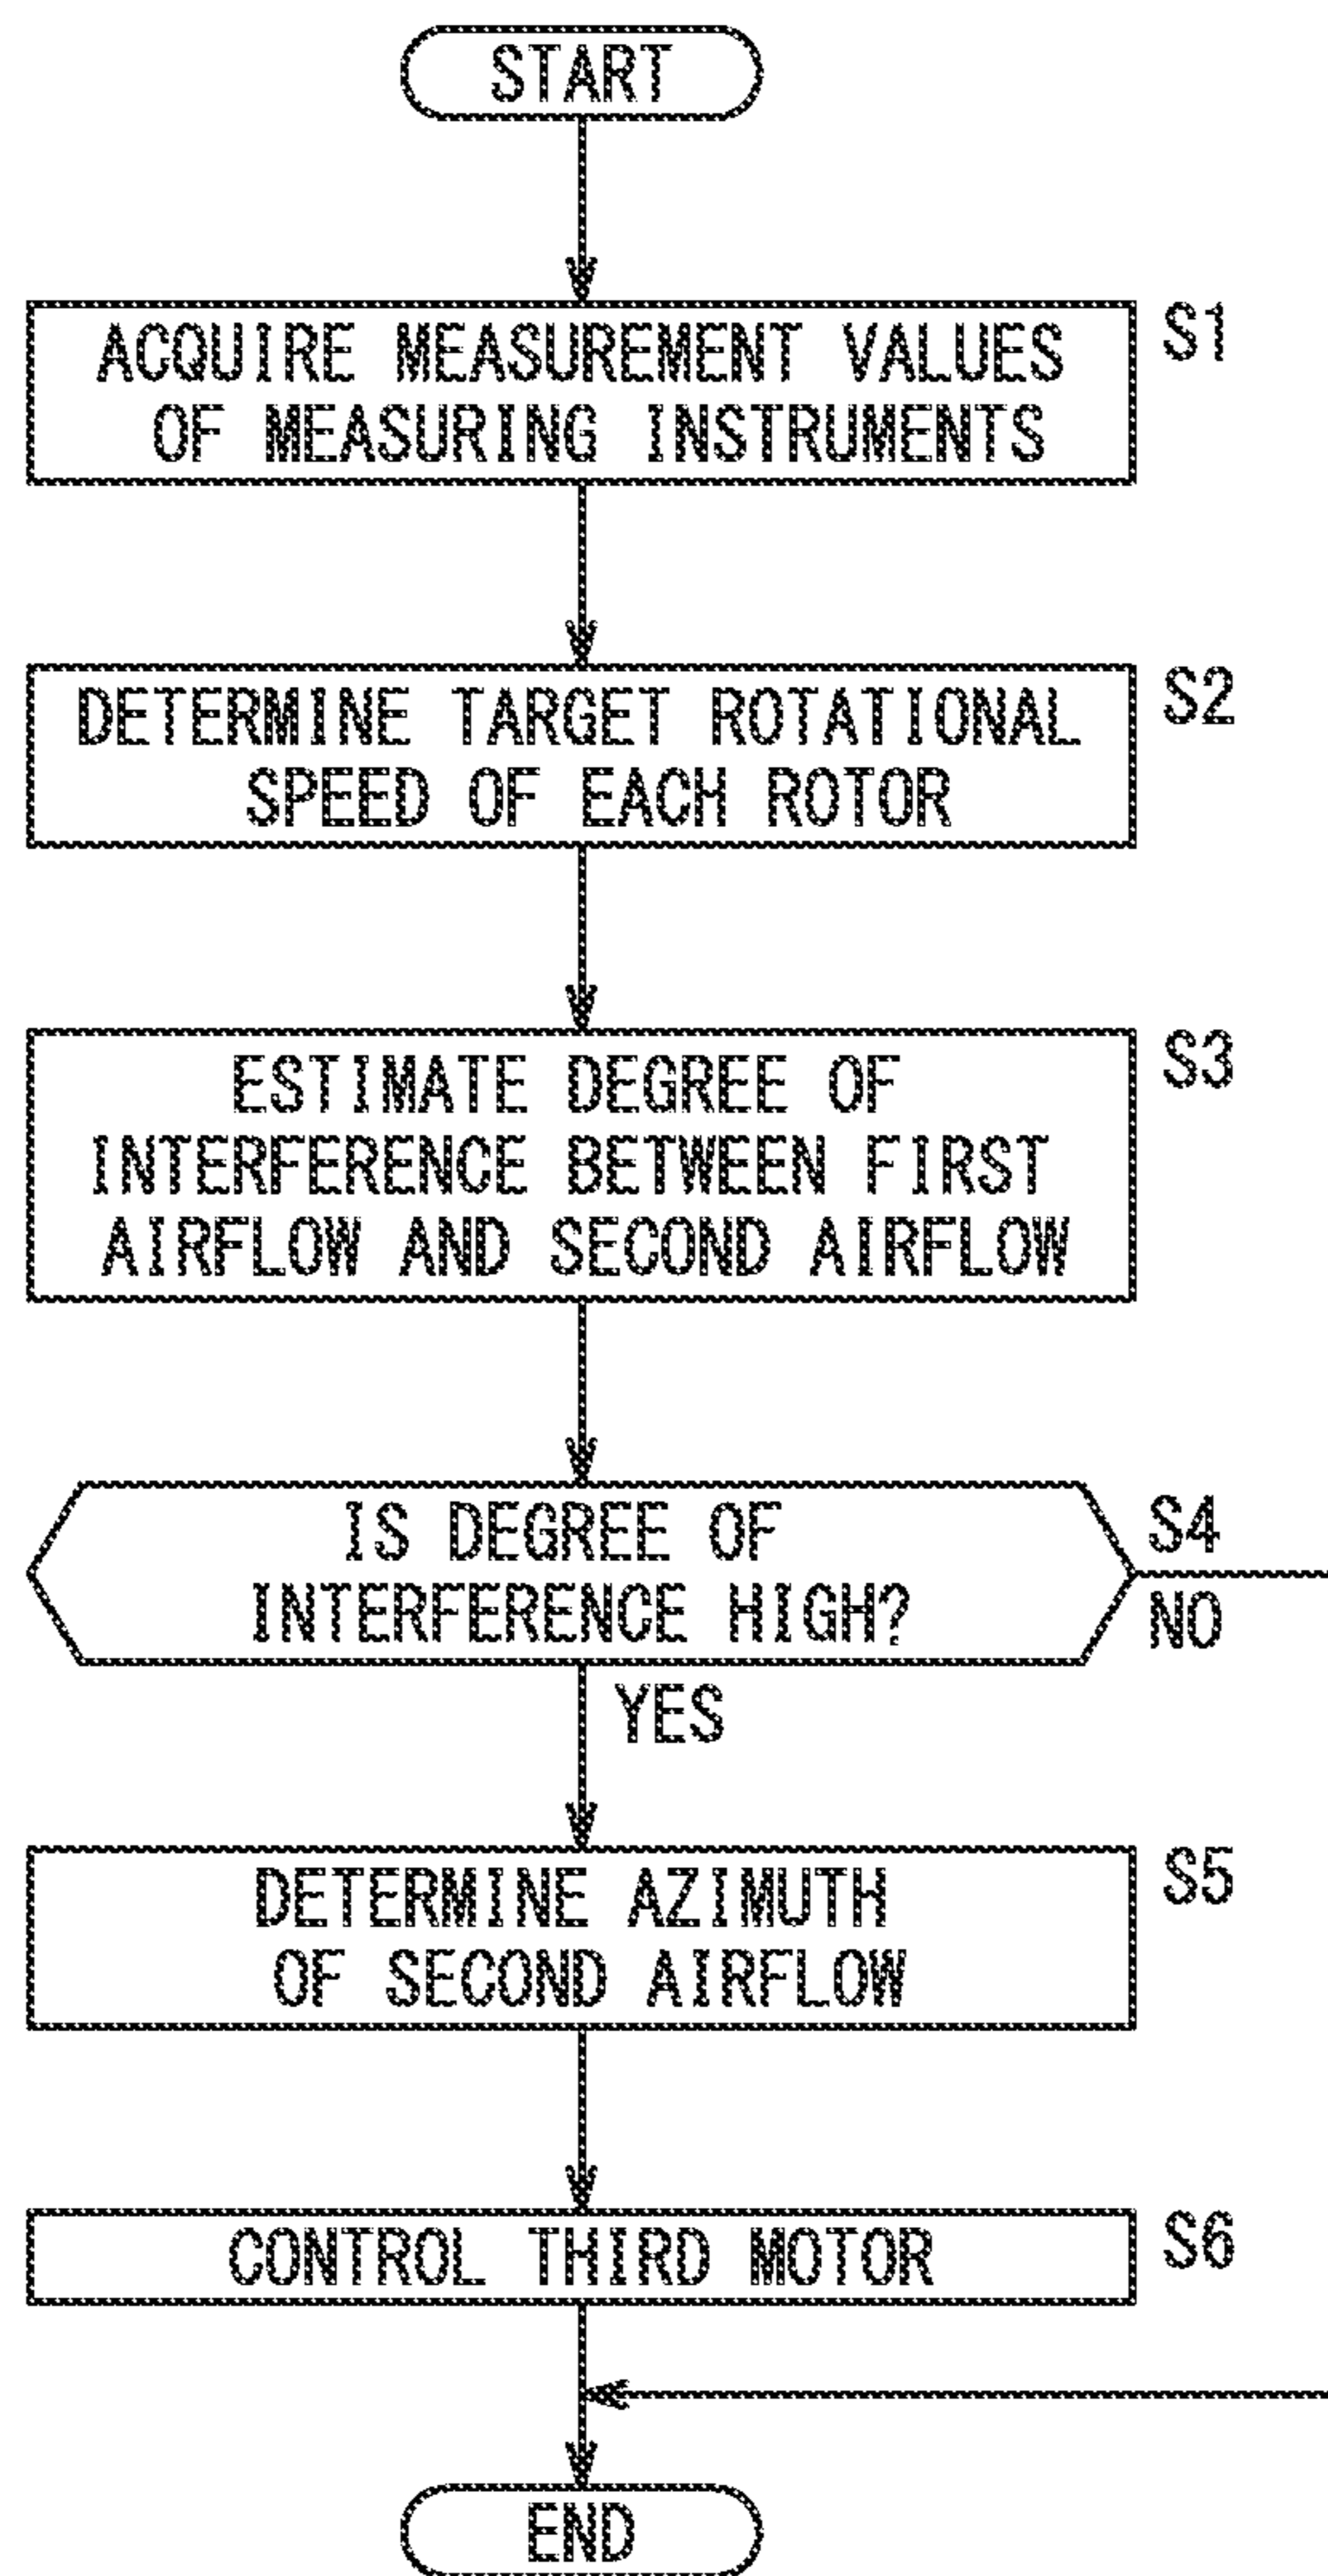 START
ACQUIRE MEASUREMENT VALUES
OF MEASURING INSTRUMENTS
S1
DETERMINE TARGET ROTATIONAL
SPEED OF EACH ROTOR
S2
ESTIMATE DEGREE OF
INTERFERENCE BETWEEN FIRST
AIRFLOW AND SECOND AIRFLOW
S3
IS DEGREE OF
INTERFERENCE HIGH?
S4
NO
YES
DETERMINE AZIMUTH
OF SECOND AIRFLOW
S5
CONTROL THIRD MOTOR
S6
END